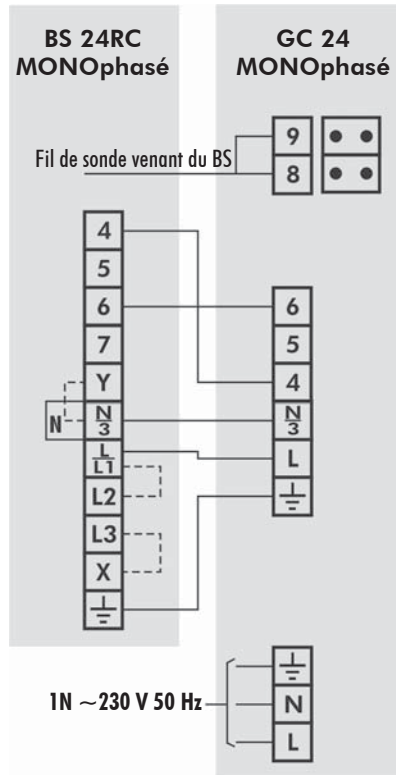 BS 24RC
MONOphasé
GC 24
MONOphasé
9
Fil de sonde venant du BS
8
4
5
6
7
Y
N
N
3
L
L1
L2
L3
X
6
5
4
N
3
L
1N ~230 V 50 Hz
N
L